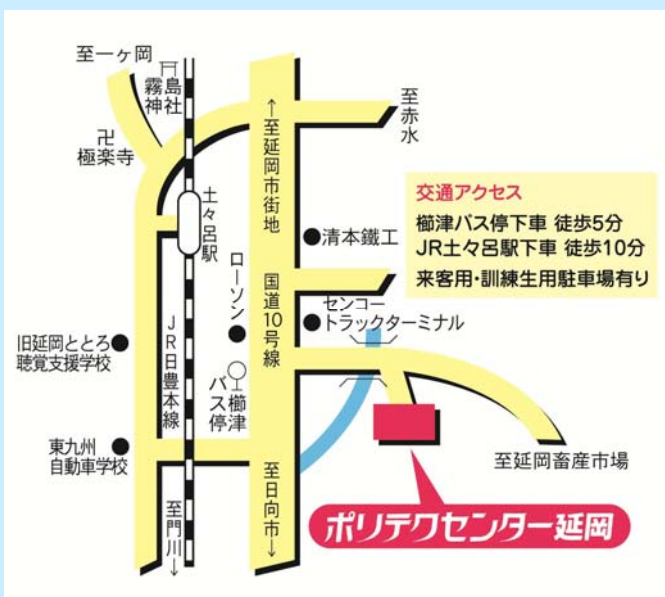 至一ヶ岡
霧島神社
卍
極楽寺
←至延岡市街地
至赤水
土々呂駅
交通アクセス
櫛津バス停下車 徒歩5分
JR土々呂駅下車 徒歩10分
来客用・訓練生用駐車場有り
●清本鐵工
ローソン
国道10号線
センコー
トラックターミナル
旧延岡ととろ
聴覚支援学校
JR日豊本線
櫛津
バス停
東九州
自動車学校
至門川→
至日向市→
至延岡畜産市場
ポリテクセンター延岡